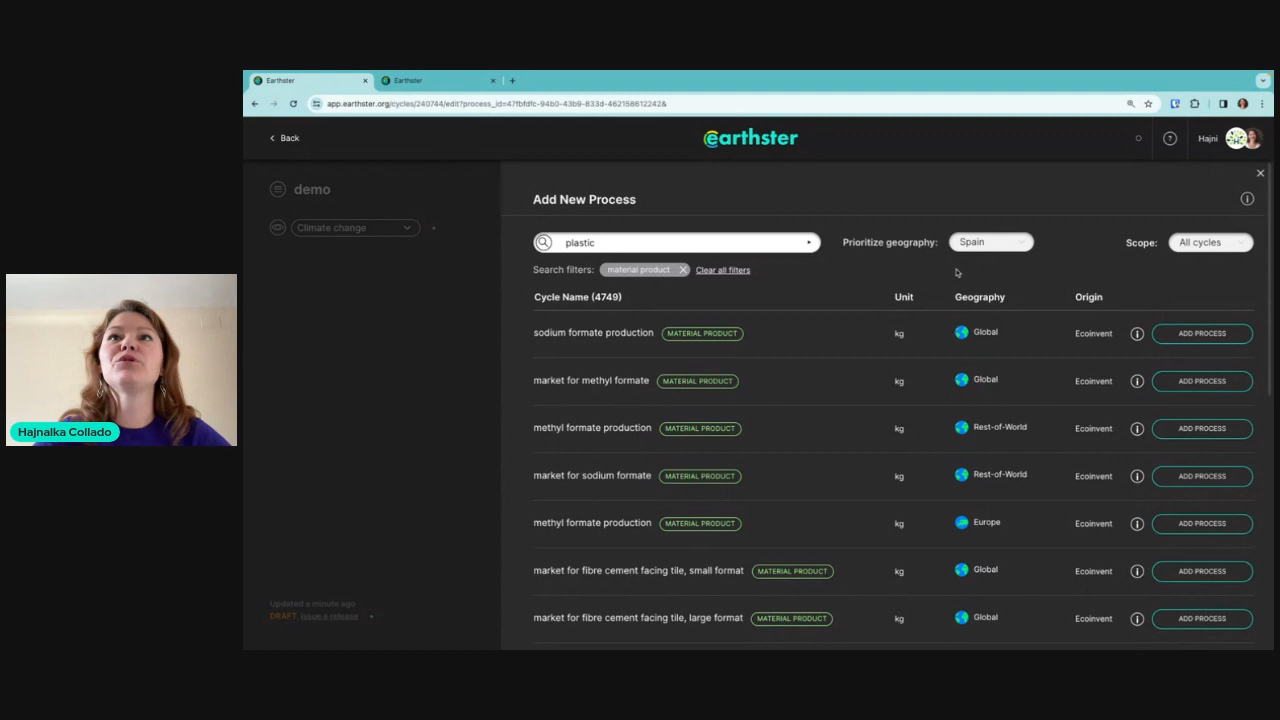 Earthster
Earthster
app.earthster.org/cycles/240744/edit?process_id=47fbfdfc-94b0-43b9-833d-462158612242&
Back
earthster
Hajni
demo
Climate change
Add New Process
plastic
Prioritize geography:
Spain
Scope:
All cycles
Search filters:
material product
Clear all filters
Cycle Name (4749)
Unit
Geography
Origin
sodium formate production MATERIAL PRODUCT kg Global Ecoinvent ADD PROCESS
market for methyl formate MATERIAL PRODUCT kg Global Ecoinvent ADD PROCESS
methyl formate production MATERIAL PRODUCT kg Rest-of-World Ecoinvent ADD PROCESS
market for sodium formate MATERIAL PRODUCT kg Rest-of-World Ecoinvent ADD PROCESS
methyl formate production MATERIAL PRODUCT kg Europe Ecoinvent ADD PROCESS
market for fibre cement facing tile, small format MATERIAL PRODUCT kg Global Ecoinvent ADD PROCESS
market for fibre cement facing tile, large format MATERIAL PRODUCT kg Global Ecoinvent ADD PROCESS
Updated a minute ago
DRAFT, Issue a release
Hajnalka Collado